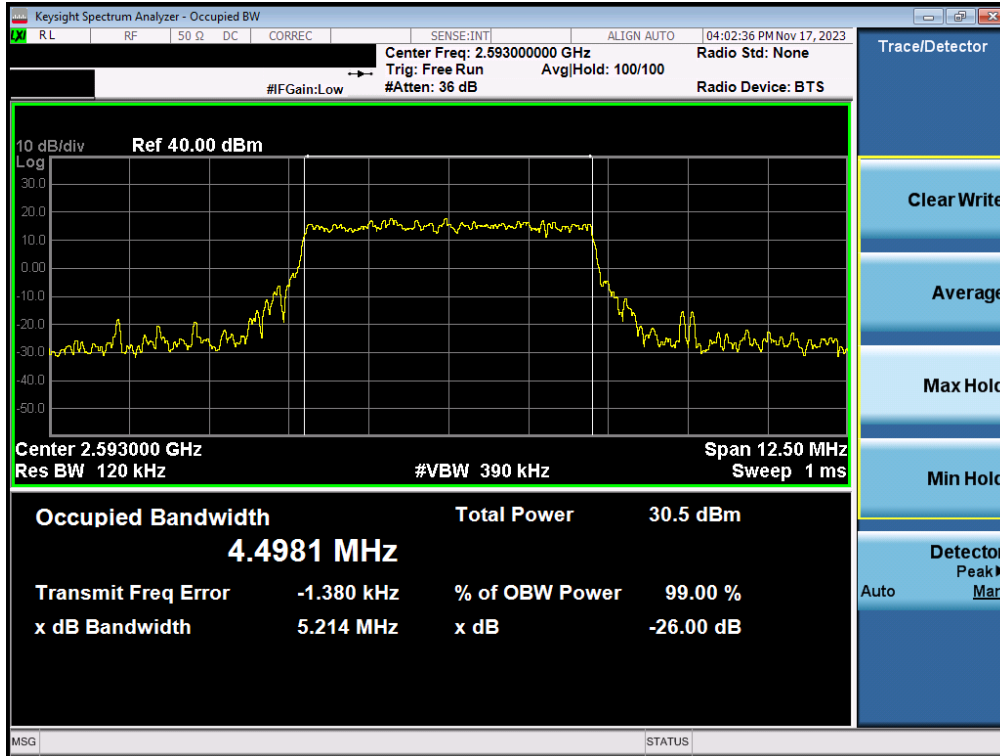 Keysight Spectrum Analyzer - Occupied BW
LXI RL RF 50 Ω DC CORREC SENSE:INT ALIGN AUTO 04:02:36 PM Nov 17, 2023
Center Freq: 2.593000000 GHz Radio Std: None
Trig: Free Run Avg|Hold: 100/100
#IFGain:Low #Atten: 36 dB Radio Device: BTS
Trace/Detector
10 dB/div Ref 40.00 dBm
Log
30.0
20.0
10.0
0.00
-10.0
-20.0
-30.0
-40.0
-50.0
Center 2.593000 GHz Span 12.50 MHz
Res BW 120 kHz #VBW 390 kHz Sweep 1 ms
Occupied Bandwidth Total Power 30.5 dBm
4.4981 MHz
Transmit Freq Error -1.380 kHz % of OBW Power 99.00 %
x dB Bandwidth 5.214 MHz x dB -26.00 dB
Clear Write
Average
Max Hold
Min Hold
Detector
Peak
Auto Man
MSG STATUS